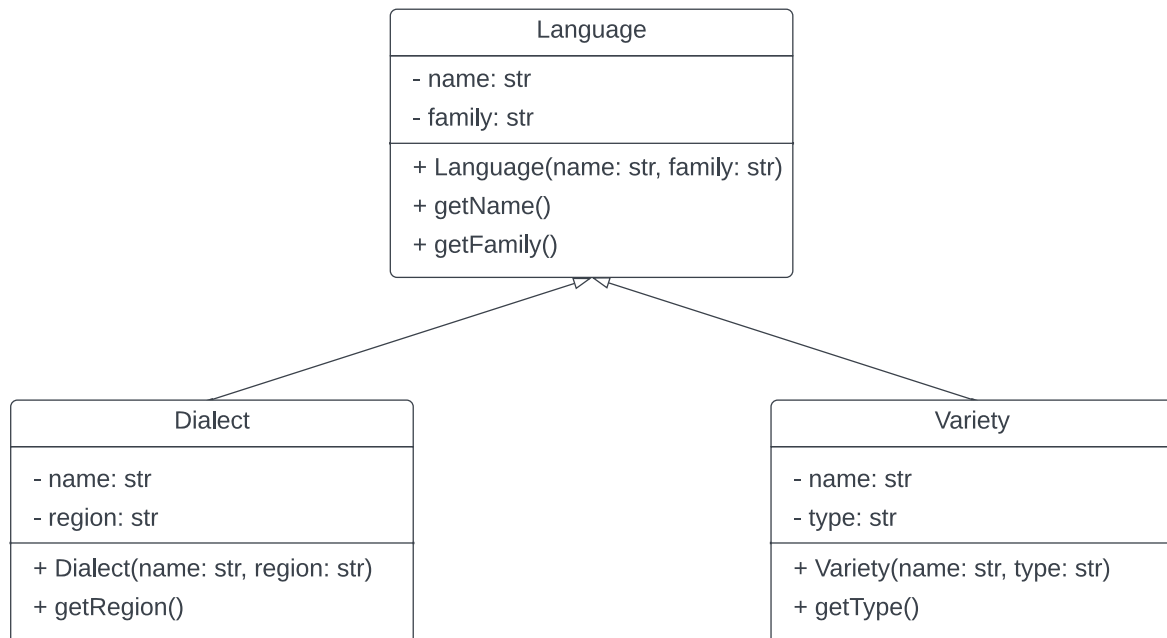 Language
- name: str
- family: str
+ Language(name: str, family: str)
+ getName()
+ getFamily()
Dialect
- name: str
- region: str
+ Dialect(name: str, region: str)
+ getRegion()
Variety
- name: str
- type: str
+ Variety(name: str, type: str)
+ getType()